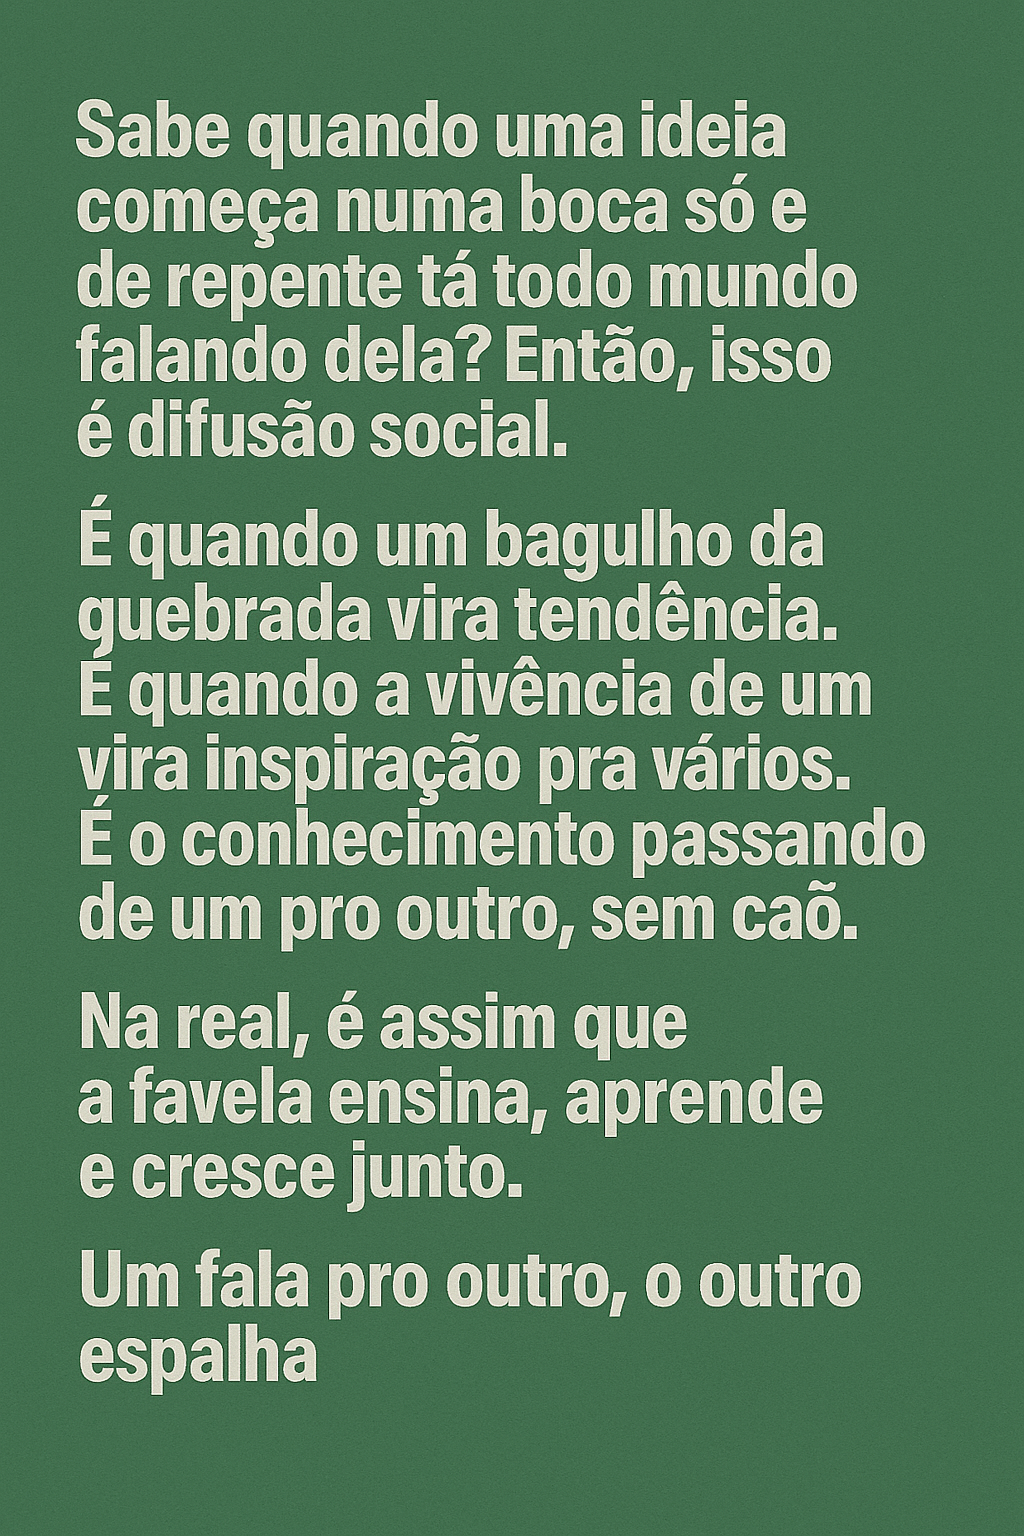 Sabe quando uma ideia
começa numa boca só e
de repente tá todo mundo
falando dela? Então, isso
é difusão social.
É quando um bagulho da
guebrada vira tendência.
É quando a vivência de um
vira inspiração pra vários.
É o conhecimento passando
de um pro outro, sem caõ.
Na real, é assim que
a favela ensina, aprende
e cresce junto.
Um fala pro outro, o outro
espalha